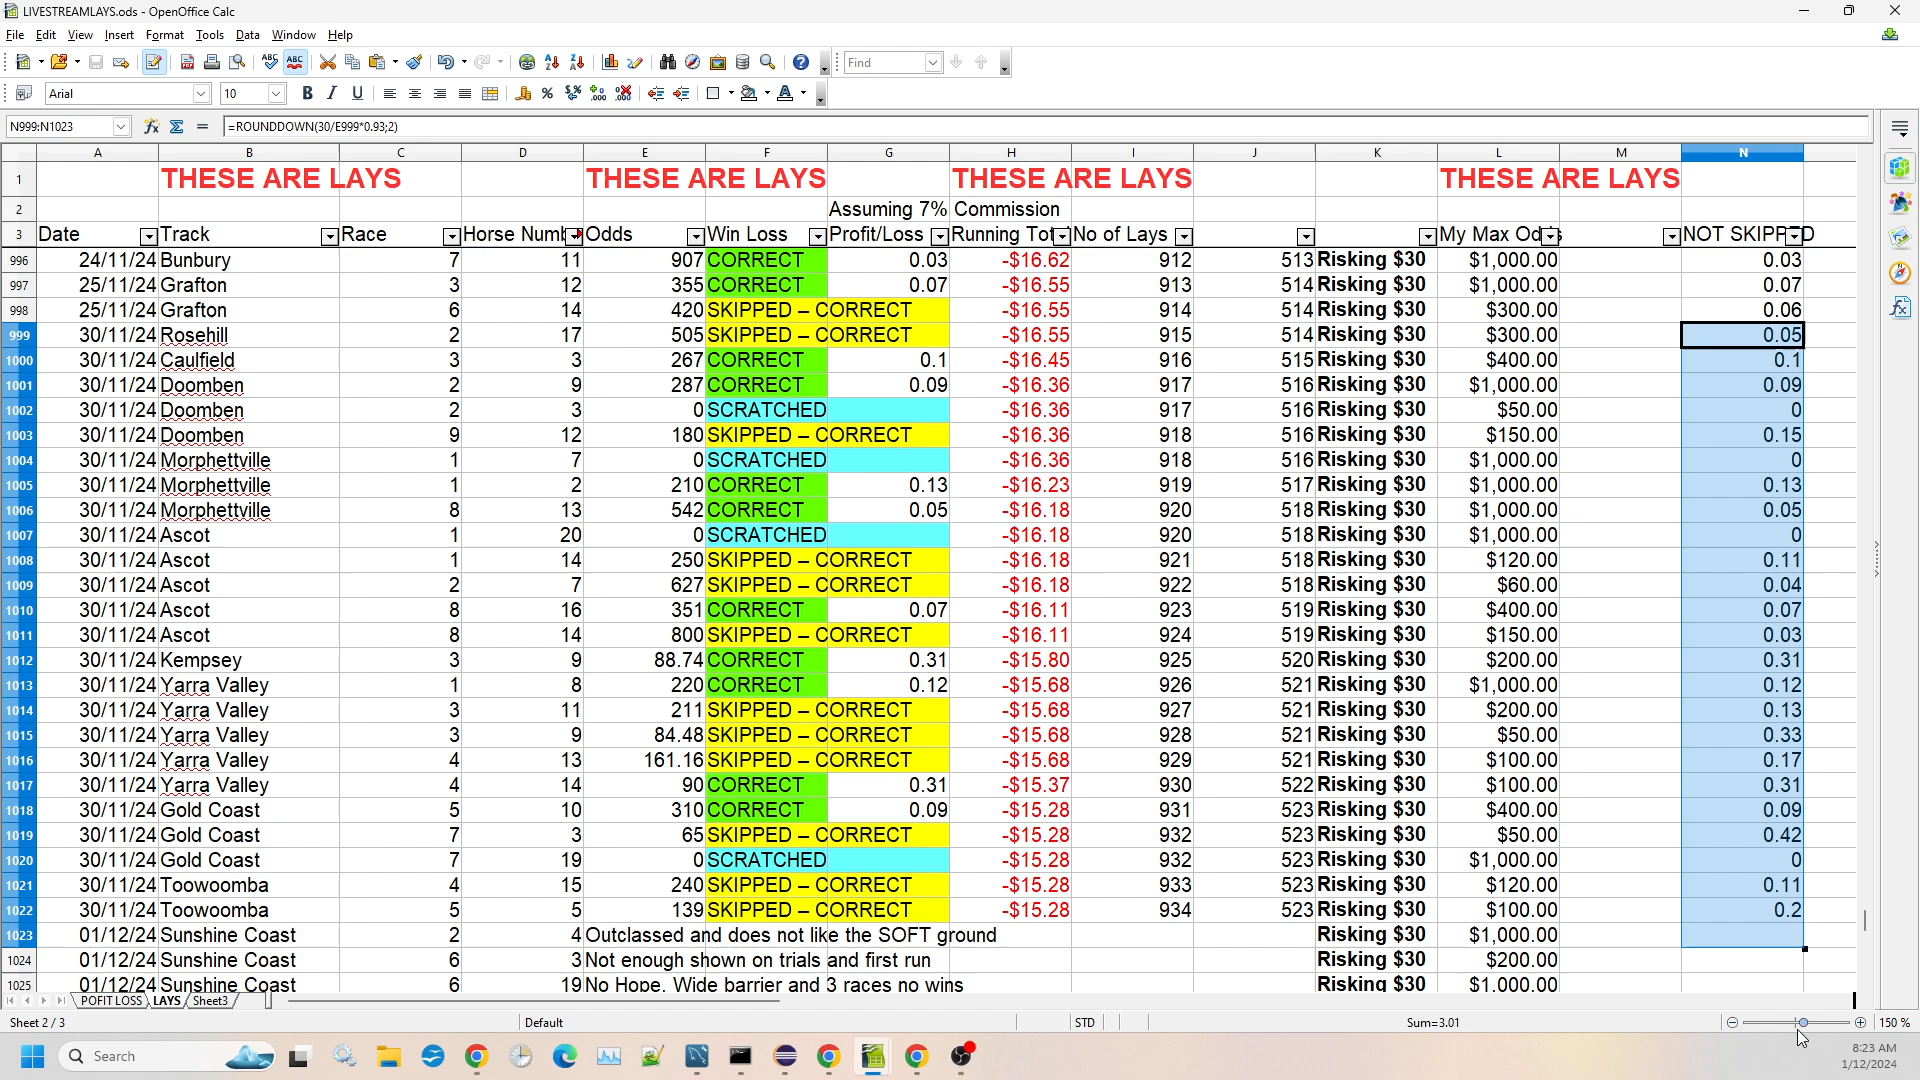 LIVESTREAMLAYS.ods - OpenOffice Calc
File Edit View Insert Format Tools Data Window Help
Find
Arial 10
N999:N1023 =ROUNDDOWN(30/E999*0.93;2)
A B C D E F G H I J K L M N
1 THESE ARE LAYS THESE ARE LAYS THESE ARE LAYS THESE ARE LAYS
2 Assuming 7% Commission
3 Date Track Race Horse Numb Odds Win Loss Profit/Loss Running Tot No of Lays My Max Odds NOT SKIPPED
996 24/11/24 Bunbury 7 11 907 CORRECT 0.03 -$16.62 912 513 Risking $30 $1,000.00 0.03
997 25/11/24 Grafton 3 12 355 CORRECT 0.07 -$16.55 913 514 Risking $30 $1,000.00 0.07
998 25/11/24 Grafton 6 14 420 SKIPPED – CORRECT -$16.55 914 514 Risking $30 $300.00 0.06
999 30/11/24 Rosehill 2 17 505 SKIPPED – CORRECT -$16.55 915 514 Risking $30 $300.00 0.05
1000 30/11/24 Caulfield 3 3 267 CORRECT 0.1 -$16.45 916 515 Risking $30 $400.00 0.1
1001 30/11/24 Doomben 2 9 287 CORRECT 0.09 -$16.36 917 516 Risking $30 $1,000.00 0.09
1002 30/11/24 Doomben 2 3 0 SCRATCHED -$16.36 917 516 Risking $30 $50.00 0
1003 30/11/24 Doomben 9 12 180 SKIPPED – CORRECT -$16.36 918 516 Risking $30 $150.00 0.15
1004 30/11/24 Morphettville 1 7 0 SCRATCHED -$16.36 918 516 Risking $30 $1,000.00 0
1005 30/11/24 Morphettville 1 2 210 CORRECT 0.13 -$16.23 919 517 Risking $30 $1,000.00 0.13
1006 30/11/24 Morphettville 8 13 542 CORRECT 0.05 -$16.18 920 518 Risking $30 $1,000.00 0.05
1007 30/11/24 Ascot 1 20 0 SCRATCHED -$16.18 920 518 Risking $30 $1,000.00 0
1008 30/11/24 Ascot 1 14 250 SKIPPED – CORRECT -$16.18 921 518 Risking $30 $120.00 0.11
1009 30/11/24 Ascot 2 7 627 SKIPPED – CORRECT -$16.18 922 518 Risking $30 $60.00 0.04
1010 30/11/24 Ascot 8 16 351 CORRECT 0.07 -$16.11 923 519 Risking $30 $400.00 0.07
1011 30/11/24 Ascot 8 14 800 SKIPPED – CORRECT -$16.11 924 519 Risking $30 $150.00 0.03
1012 30/11/24 Kempsey 3 9 88.74 CORRECT 0.31 -$15.80 925 520 Risking $30 $200.00 0.31
1013 30/11/24 Yarra Valley 1 8 220 CORRECT 0.12 -$15.68 926 521 Risking $30 $1,000.00 0.12
1014 30/11/24 Yarra Valley 3 11 211 SKIPPED – CORRECT -$15.68 927 521 Risking $30 $200.00 0.13
1015 30/11/24 Yarra Valley 3 9 84.48 SKIPPED – CORRECT -$15.68 928 521 Risking $30 $50.00 0.33
1016 30/11/24 Yarra Valley 4 13 161.16 SKIPPED – CORRECT -$15.68 929 521 Risking $30 $100.00 0.17
1017 30/11/24 Yarra Valley 4 14 90 CORRECT 0.31 -$15.37 930 522 Risking $30 $100.00 0.31
1018 30/11/24 Gold Coast 5 10 310 CORRECT 0.09 -$15.28 931 523 Risking $30 $400.00 0.09
1019 30/11/24 Gold Coast 7 3 65 SKIPPED – CORRECT -$15.28 932 523 Risking $30 $50.00 0.42
1020 30/11/24 Gold Coast 7 19 0 SCRATCHED -$15.28 932 523 Risking $30 $1,000.00 0
1021 30/11/24 Toowoomba 4 15 240 SKIPPED – CORRECT -$15.28 933 523 Risking $30 $120.00 0.11
1022 30/11/24 Toowoomba 5 5 139 SKIPPED – CORRECT -$15.28 934 523 Risking $30 $100.00 0.2
1023 01/12/24 Sunshine Coast 2 4 Outclassed and does not like the SOFT ground Risking $30 $1,000.00
1024 01/12/24 Sunshine Coast 6 3 Not enough shown on trials and first run Risking $30 $200.00
1025 01/12/24 Sunshine Coast 6 19 No Hope. Wide barrier and 3 races no wins Risking $30 $1,000.00
POFIT LOSS LAYS Sheet3
Sheet 2 / 3 Default STD Sum=3.01 150 %
Search
8:23 AM
1/12/2024